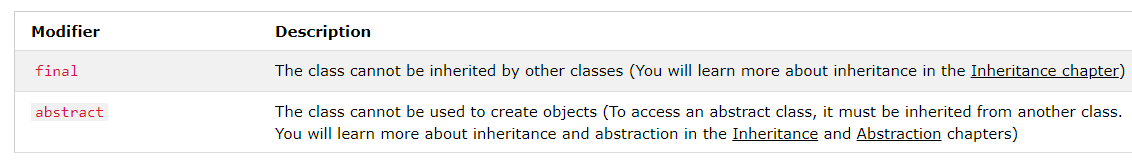 Modifier Description
final The class cannot be inherited by other classes (You will learn more about inheritance in the Inheritance chapter)
abstract The class cannot be used to create objects (To access an abstract class, it must be inherited from another class.
You will learn more about inheritance and abstraction in the Inheritance and Abstraction chapters)